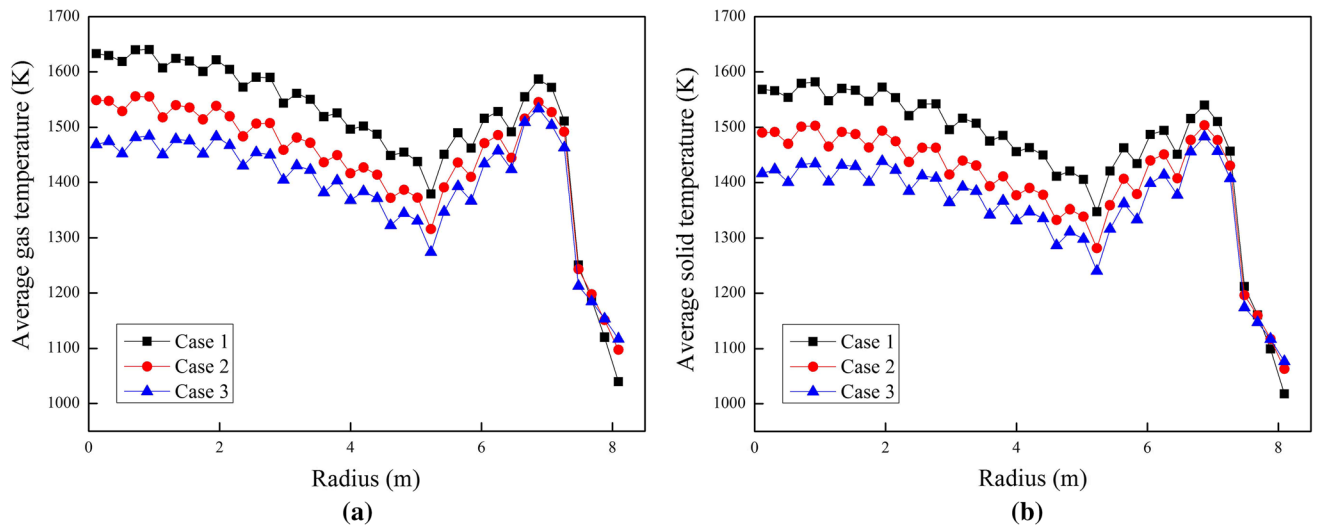 1700
1600
1500
1400
1300
1200
1100
1000
Average gas temperature (K)
Case 1
Case 2
Case 3
0 2 4 6 8
Radius (m)
(a)
1700
1600
1500
1400
1300
1200
1100
1000
Average solid temperature (K)
Case 1
Case 2
Case 3
0 2 4 6 8
Radius (m)
(b)